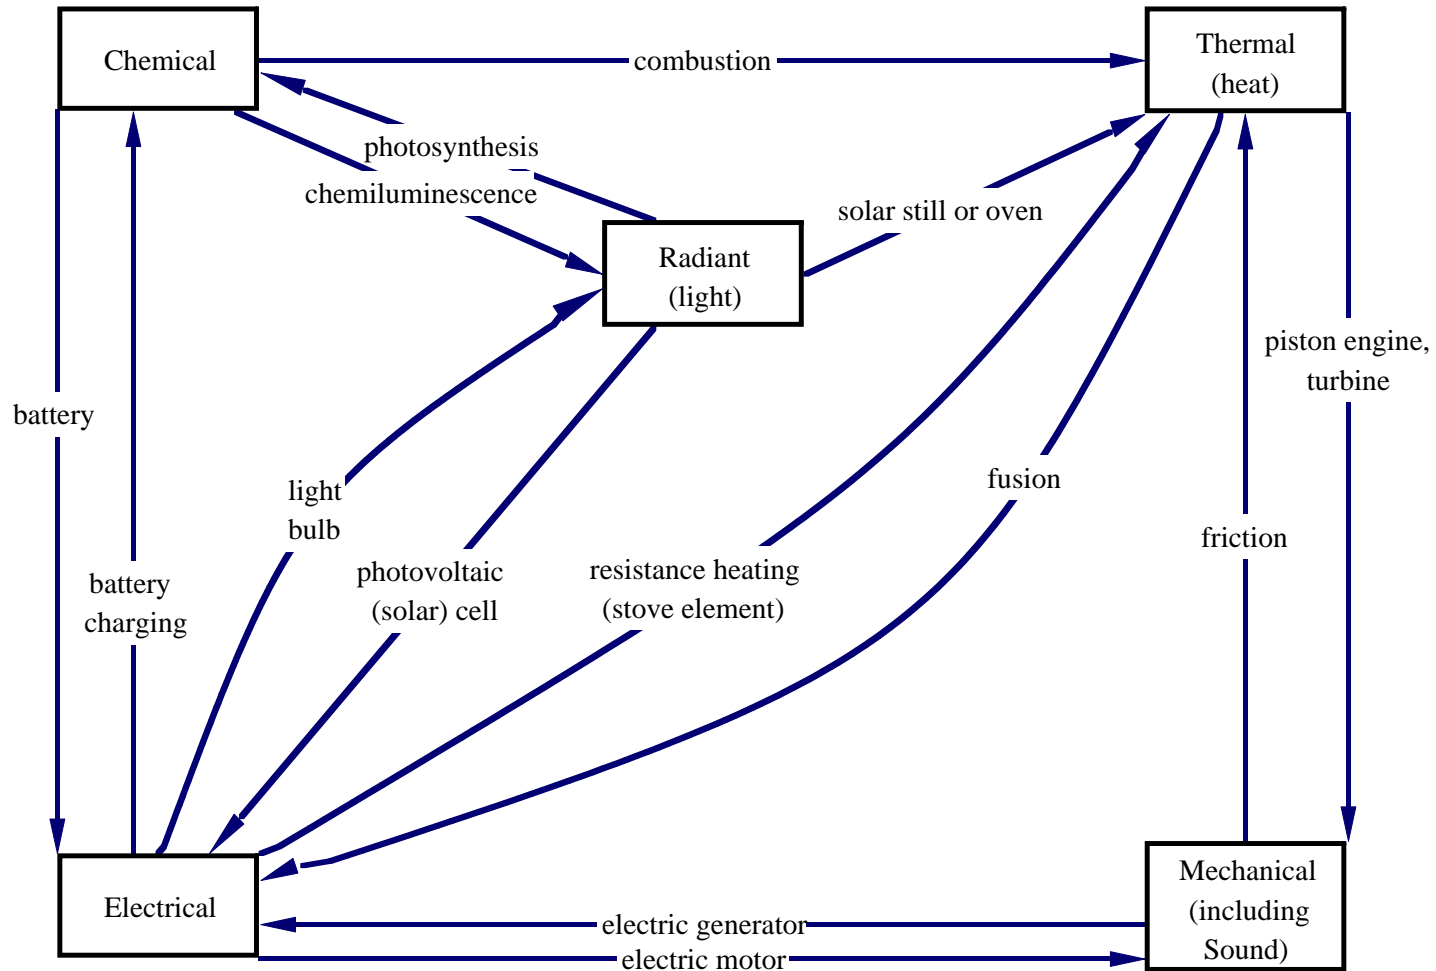 Chemical
combustion
Thermal
(heat)
photosynthesis
chemiluminescence
solar still or oven
Radiant
(light)
piston engine,
turbine
battery
light
bulb
fusion
friction
battery
charging
photovoltaic
(solar) cell
resistance heating
(stove element)
Electrical
electric generator
electric motor
Mechanical
(including
Sound)